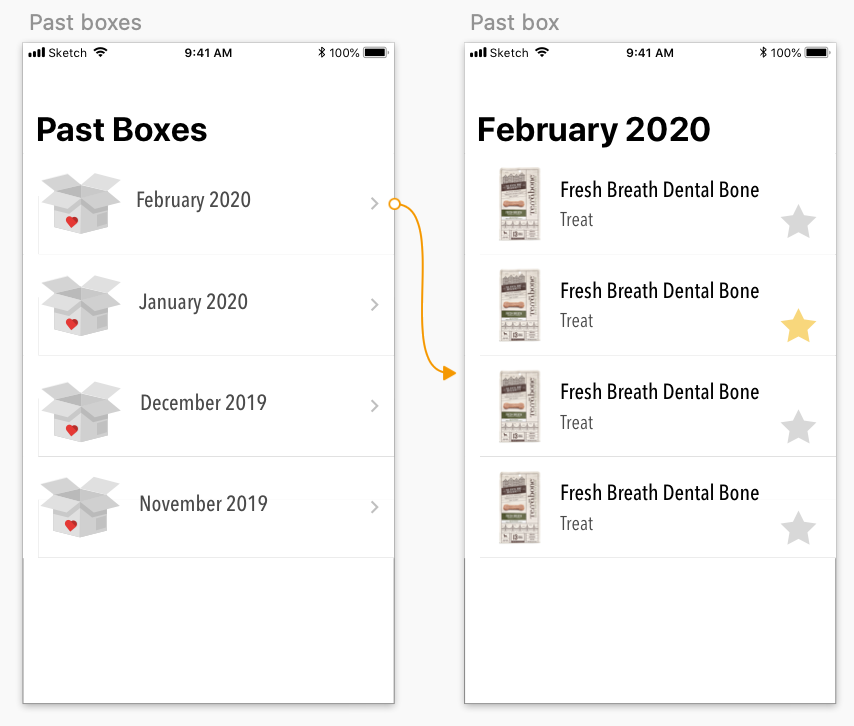 Past boxes
Sketch 9:41 AM 100%
Past Boxes
February 2020
January 2020
December 2019
November 2019
Past box
Sketch 9:41 AM 100%
February 2020
Fresh Breath Dental Bone
Treat
Fresh Breath Dental Bone
Treat
Fresh Breath Dental Bone
Treat
Fresh Breath Dental Bone
Treat